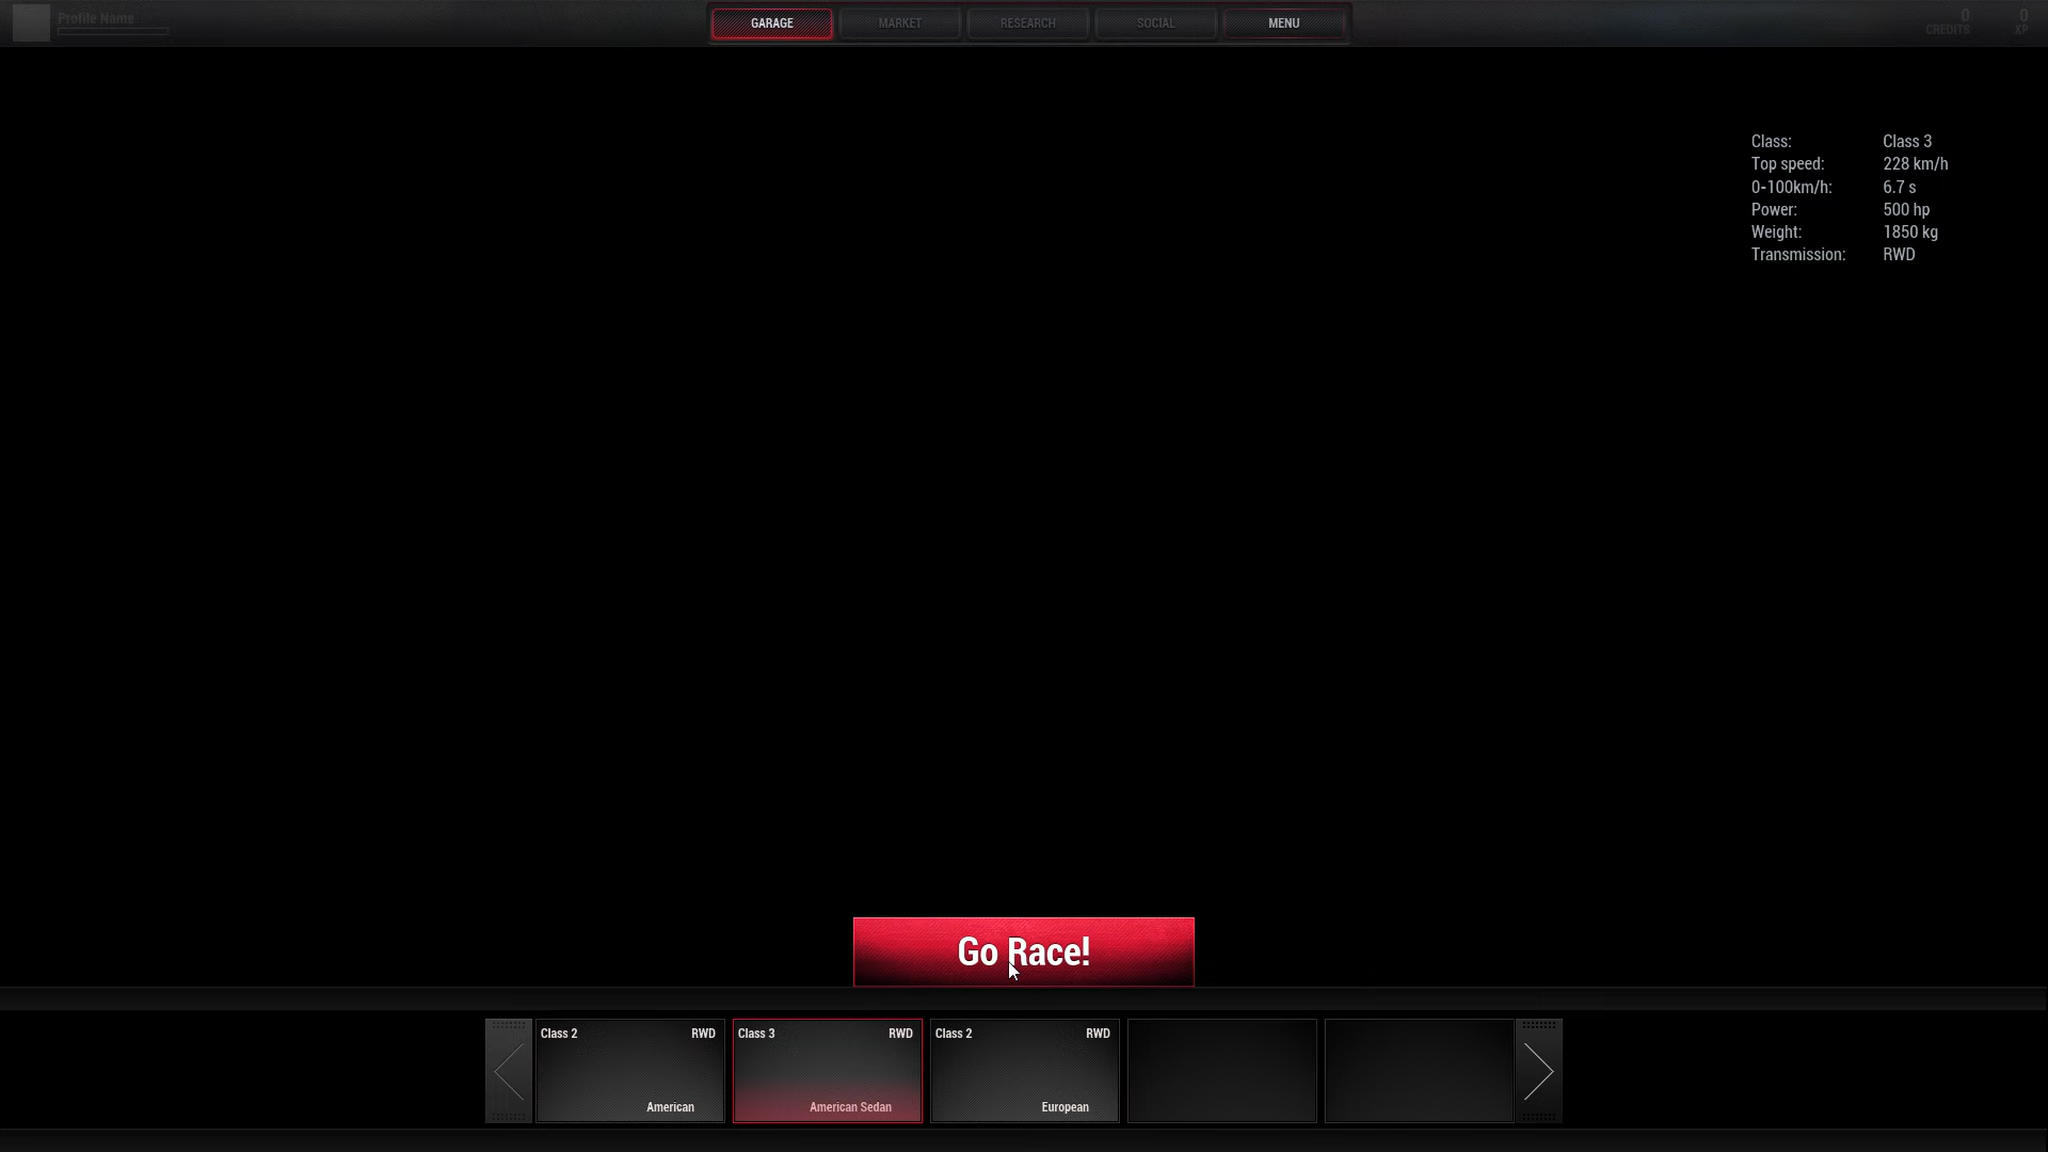 Profile Name
GARAGE
MARKET
RESEARCH
SOCIAL
MENU
0
CREDITS
0
XP
Class: Class 3
Top speed: 228 km/h
0-100km/h: 6.7 s
Power: 500 hp
Weight: 1850 kg
Transmission: RWD
Go Race!
Class 2 RWD
American
Class 3 RWD
American Sedan
Class 2 RWD
European